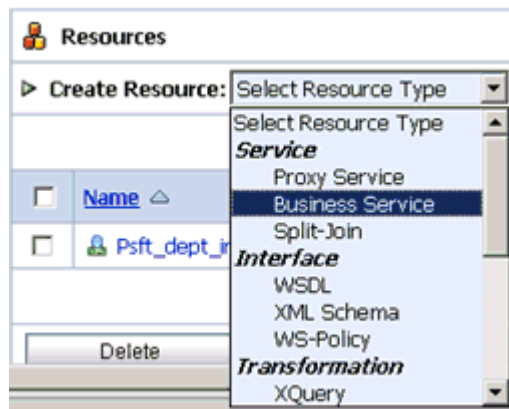 Resources
Create Resource: Select Resource Type
Select Resource Type
Service
Proxy Service
Name
Business Service
Split-Join
Psft_dept_i
Interface
WSDL
XML Schema
WS-Policy
Delete
Transformation
XQuery